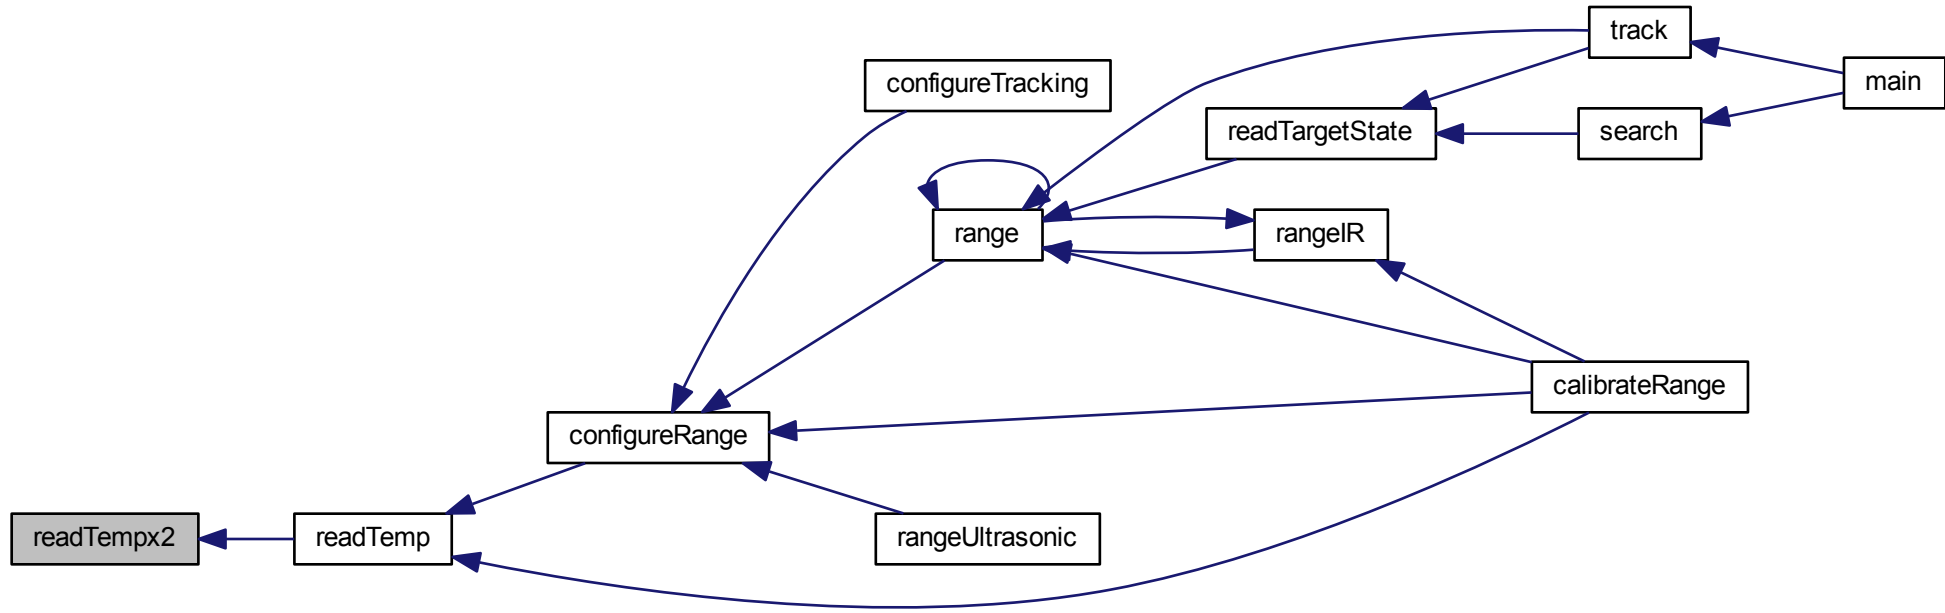 track
configureTracking
main
readTargetState
search
range
rangeIR
calibrateRange
configureRange
readTempx2
readTemp
rangeUltrasonic